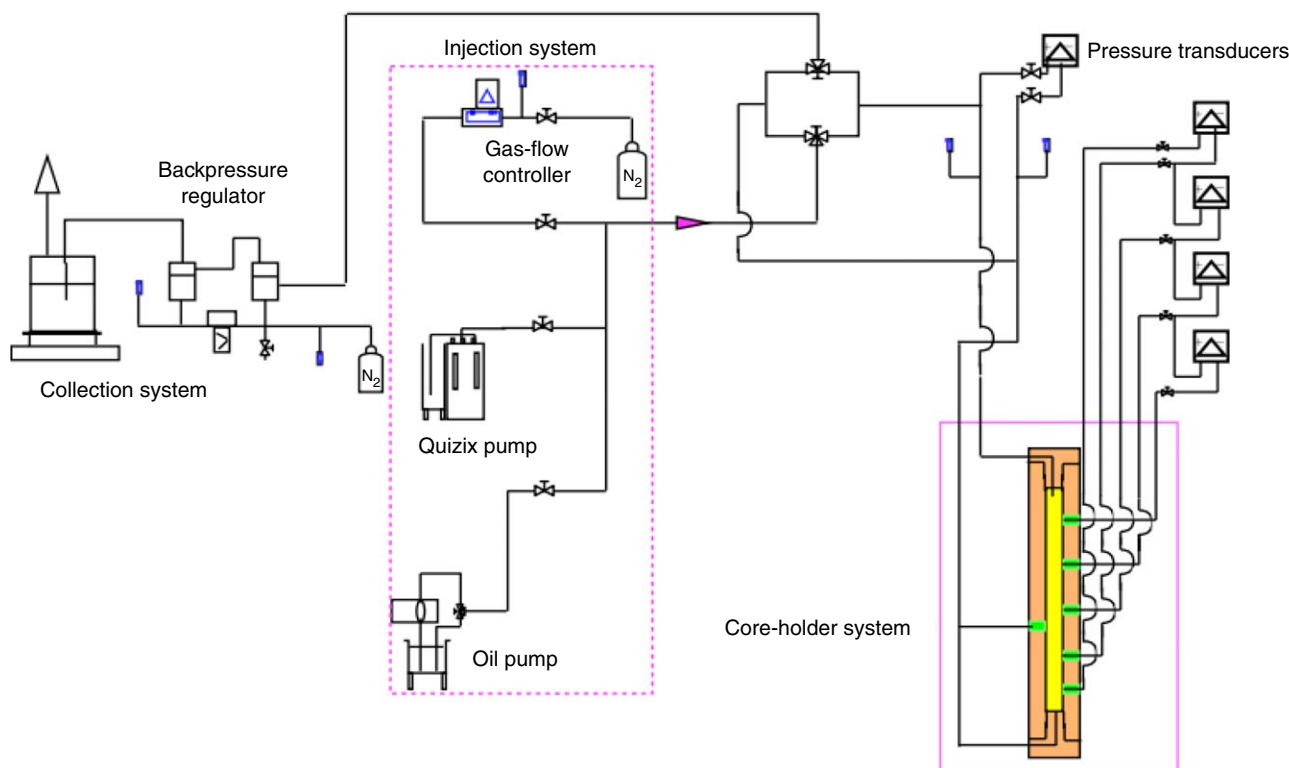 Injection system
Pressure transducers
Gas-flow
controller
N2
Backpressure
regulator
N2
Collection system
Quizix pump
Oil pump
Core-holder system